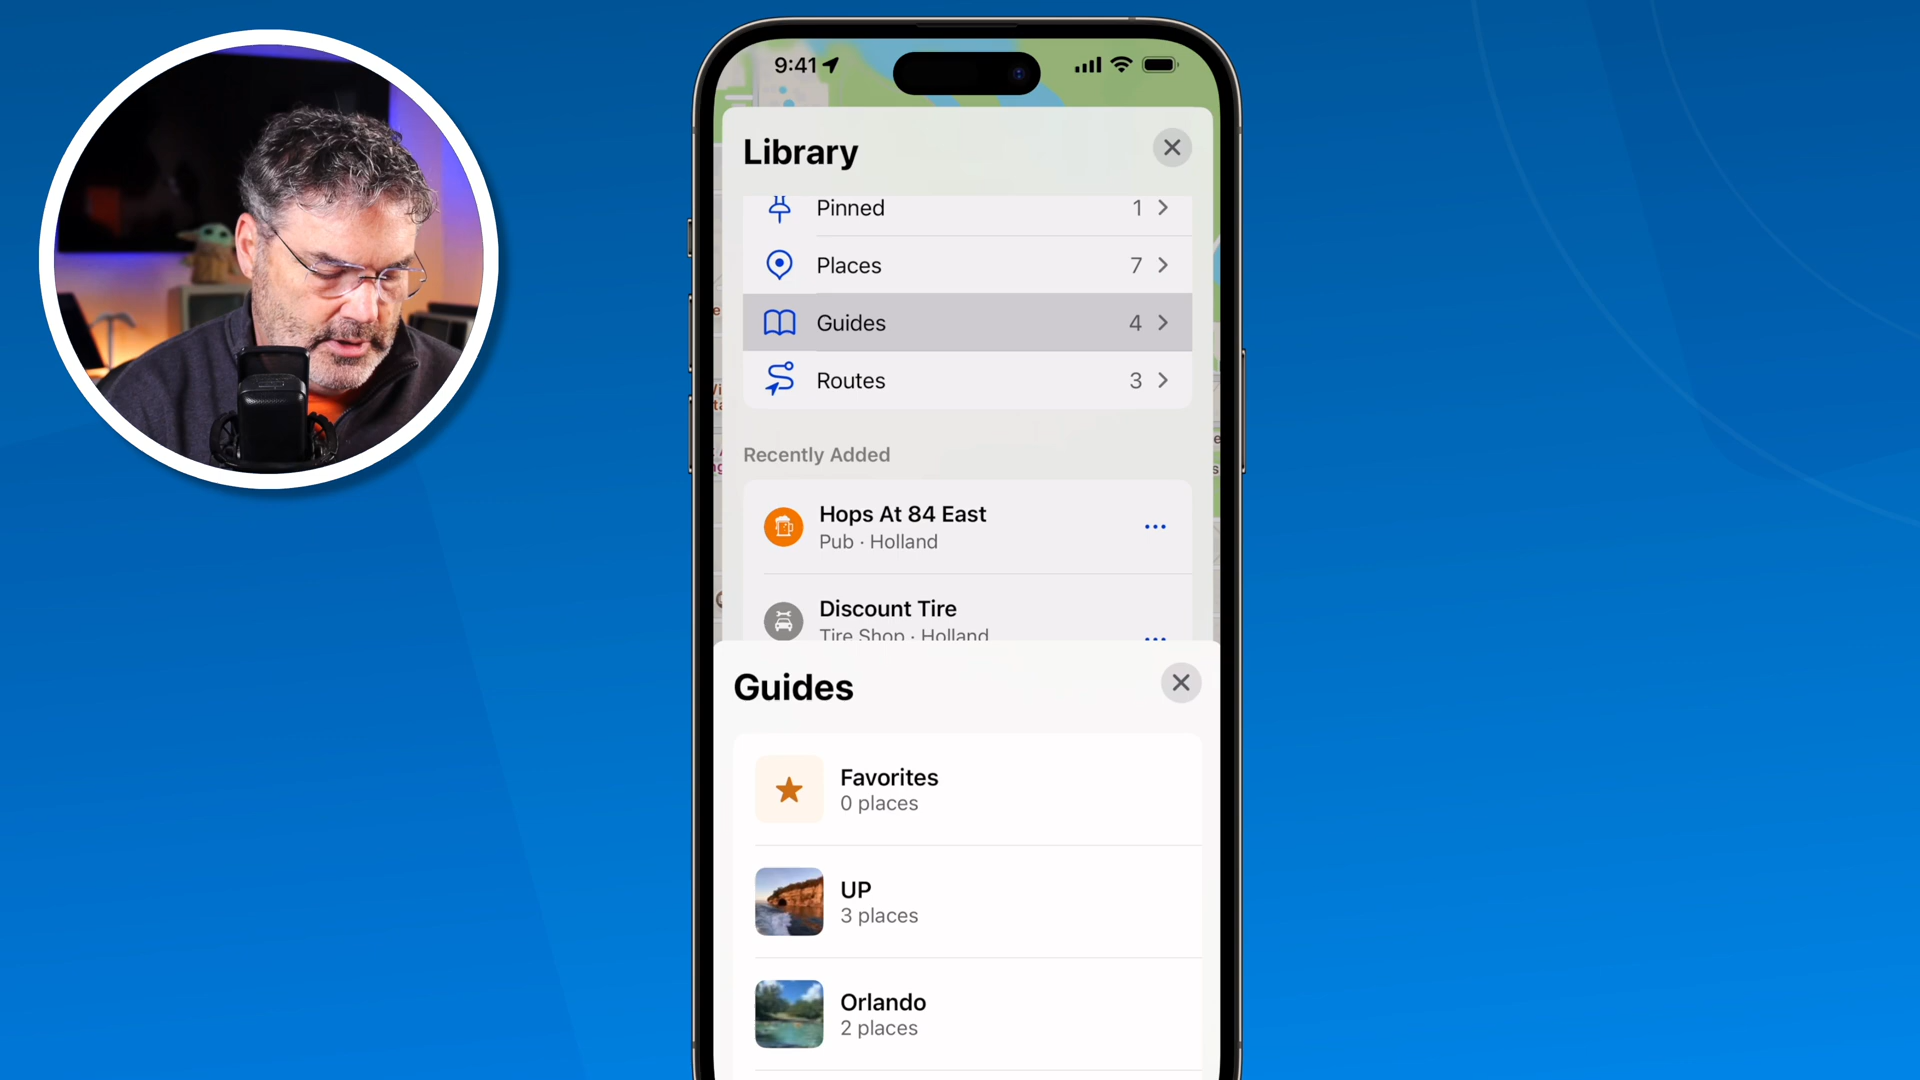 9:41
Library
Pinned 1
Places 7
Guides 4
Routes 3
Recently Added
Hops At 84 East
Pub · Holland
Discount Tire
Tire Shop · Holland
Guides
Favorites
0 places
UP
3 places
Orlando
2 places